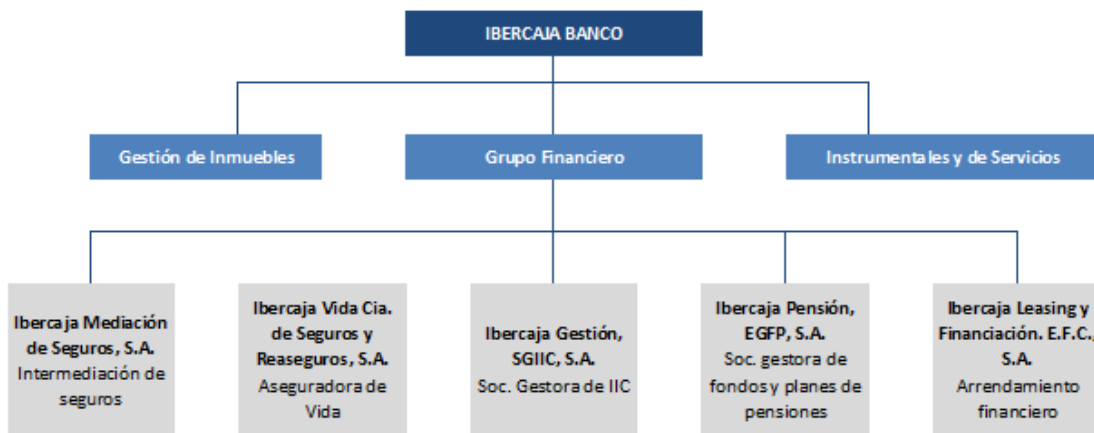 IBERCAJA BANCO
Gestión de Inmuebles
Grupo Financiero
Instrumentales y de Servicios
Ibercaja Mediación
de Seguros, S.A.
Intermediación de
seguros
Ibercaja Vida Cia.
de Seguros y
Reaseguros, S.A.
Aseguradora de
Vida
Ibercaja Gestión,
SGIIC, S.A.
Soc. Gestora de IIC
Ibercaja Pensión,
EGFP, S.A.
Soc. gestora de
fondos y planes de
pensiones
Ibercaja Leasing y
Financiación. E.F.C.,
S.A.
Arrendamiento
financiero